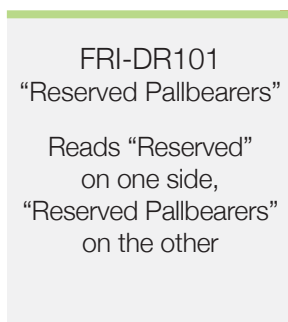 FRI-DR101
“Reserved Pallbearers”
Reads “Reserved”
on one side,
“Reserved Pallbearers”
on the other